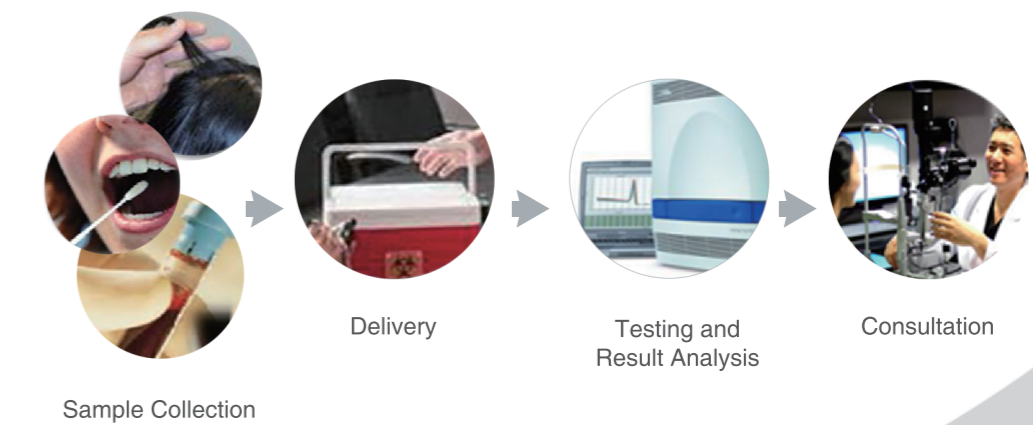 Sample Collection
Delivery
Testing and
Result Analysis
Consultation